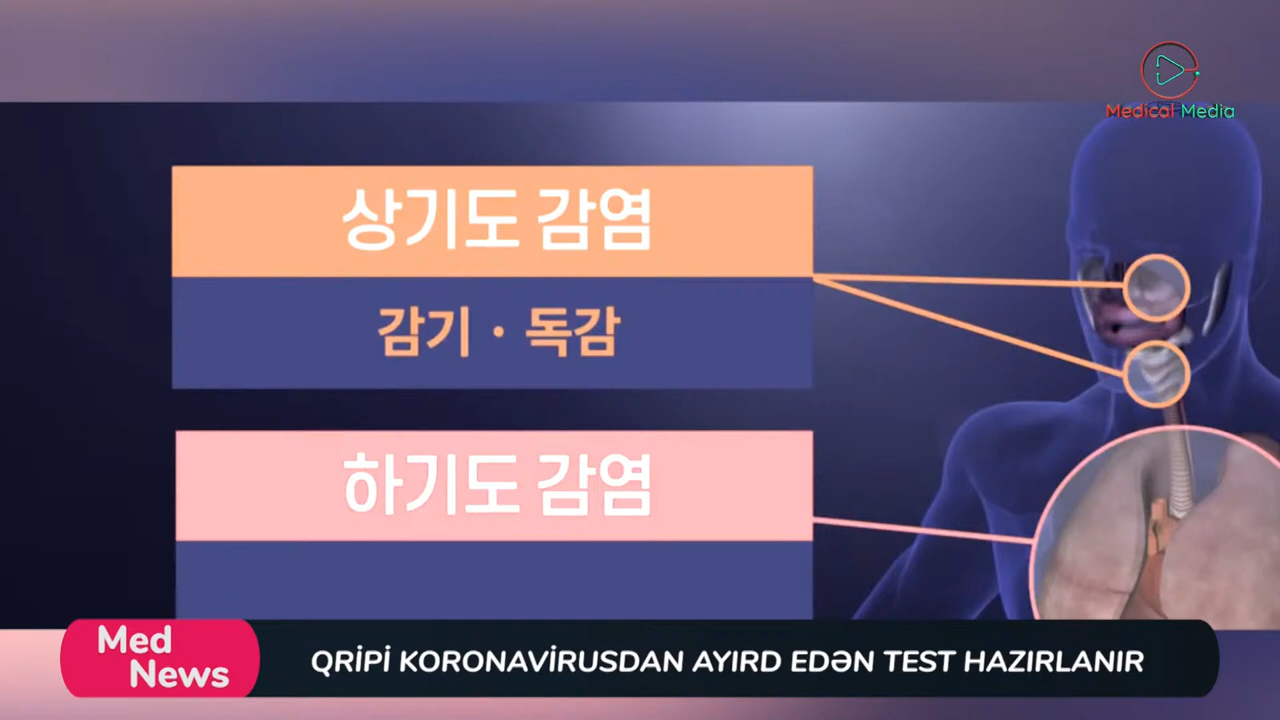 Medical Media
상기도 감염
감기 · 독감
하기도 감염
Med
News
QRİPİ KORONAVİRUSDAN AYIRD EDƏN TEST HAZIRLANIR